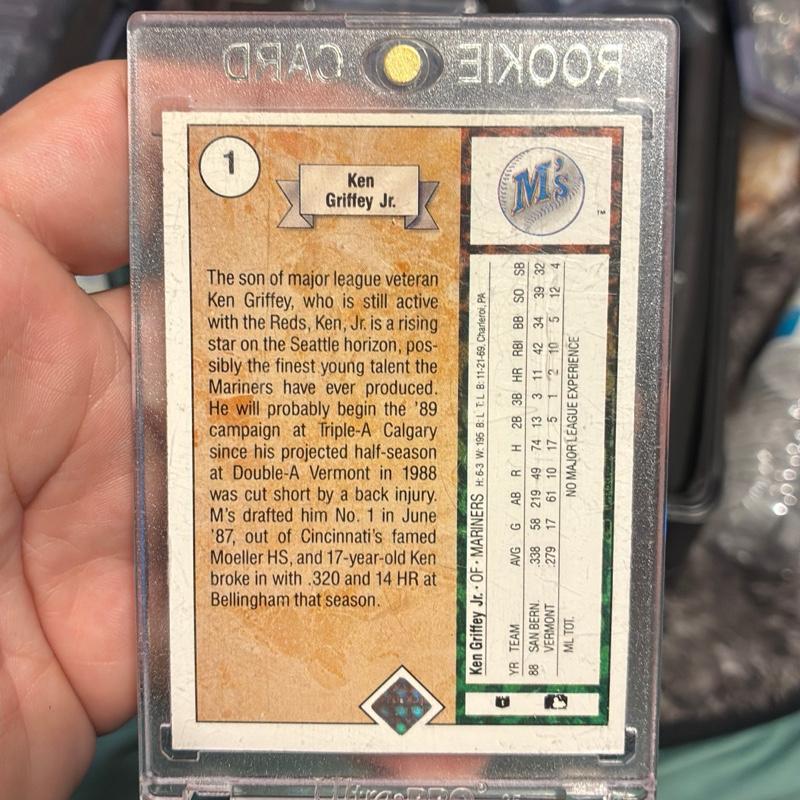 ROOKIE CARD
1
Ken
Griffey Jr.
M's
TM
The son of major league veteran
Ken Griffey, who is still active
with the Reds, Ken, Jr. is a rising
star on the Seattle horizon, pos-
sibly the finest young talent the
Mariners have ever produced.
He will probably begin the '89
campaign at Triple-A Calgary
since his projected half-season
at Double-A Vermont in 1988
was cut short by a back injury.
M's drafted him No. 1 in June
'87, out of Cincinnati's famed
Moeller HS, and 17-year-old Ken
broke in with .320 and 14 HR at
Bellingham that season.
Ken Griffey Jr. · OF · MARINERS H: 6-3 W: 195 B: L T: L B: 11-21-69, Charleroi, PA
YR TEAM AVG G AB R H 2B 3B HR RBI BB SO SB
88 SAN BERN. .338 58 219 49 74 13 3 11 42 34 39 32
VERMONT .279 17 61 10 17 5 1 2 10 5 12 4
ML TOT. NO MAJOR LEAGUE EXPERIENCE
Ultra·PRO